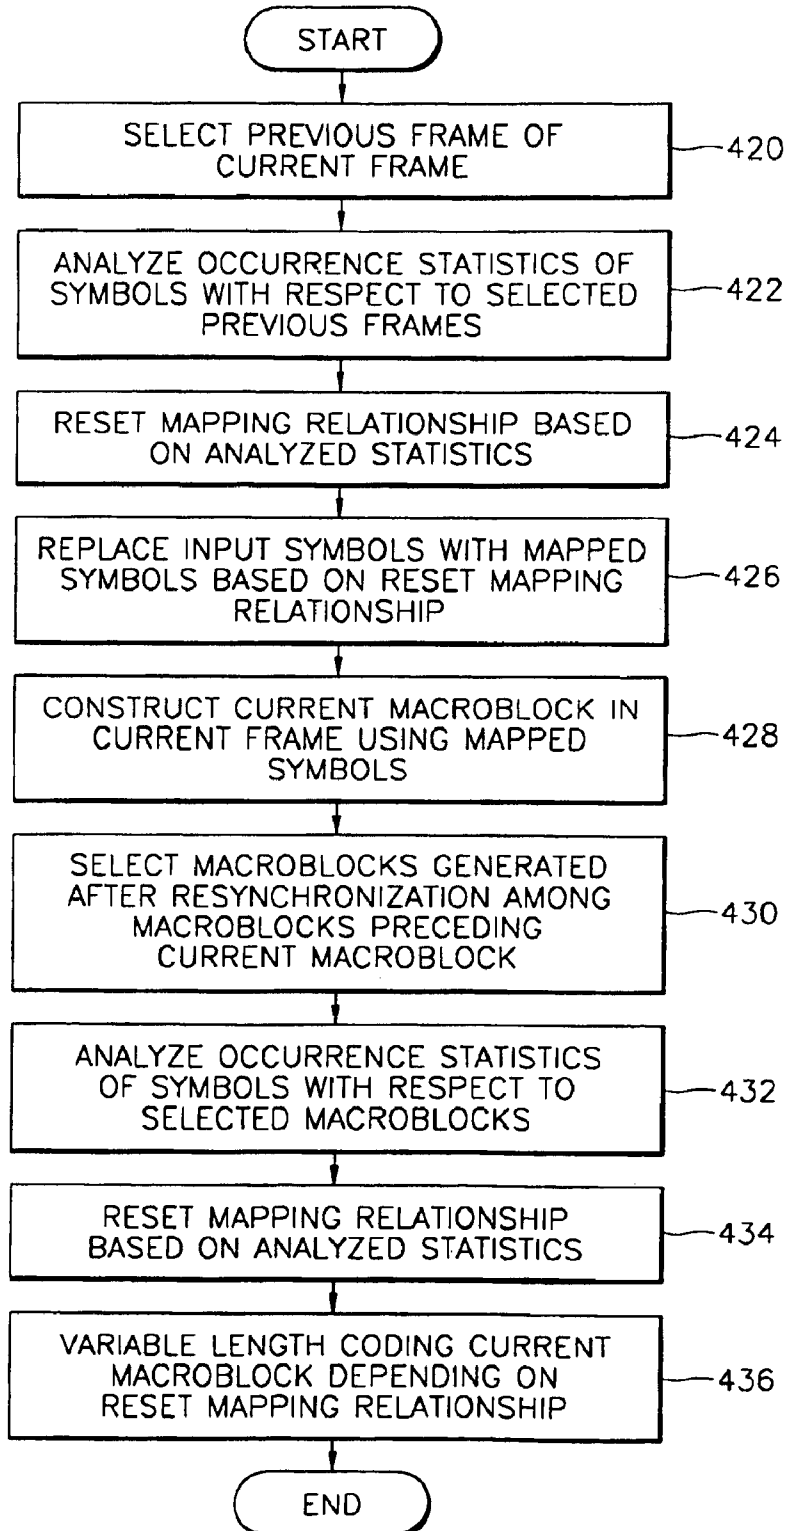 START
SELECT PREVIOUS FRAME OF
CURRENT FRAME
420
ANALYZE OCCURRENCE STATISTICS OF
SYMBOLS WITH RESPECT TO SELECTED
PREVIOUS FRAMES
422
RESET MAPPING RELATIONSHIP BASED
ON ANALYZED STATISTICS
424
REPLACE INPUT SYMBOLS WITH MAPPED
SYMBOLS BASED ON RESET MAPPING
RELATIONSHIP
426
CONSTRUCT CURRENT MACROBLOCK IN
CURRENT FRAME USING MAPPED
SYMBOLS
428
SELECT MACROBLOCKS GENERATED
AFTER RESYNCHRONIZATION AMONG
MACROBLOCKS PRECEDING
CURRENT MACROBLOCK
430
ANALYZE OCCURRENCE STATISTICS
OF SYMBOLS WITH RESPECT TO
SELECTED MACROBLOCKS
432
RESET MAPPING RELATIONSHIP
BASED ON ANALYZED STATISTICS
434
VARIABLE LENGTH CODING CURRENT
MACROBLOCK DEPENDING ON
RESET MAPPING RELATIONSHIP
436
END